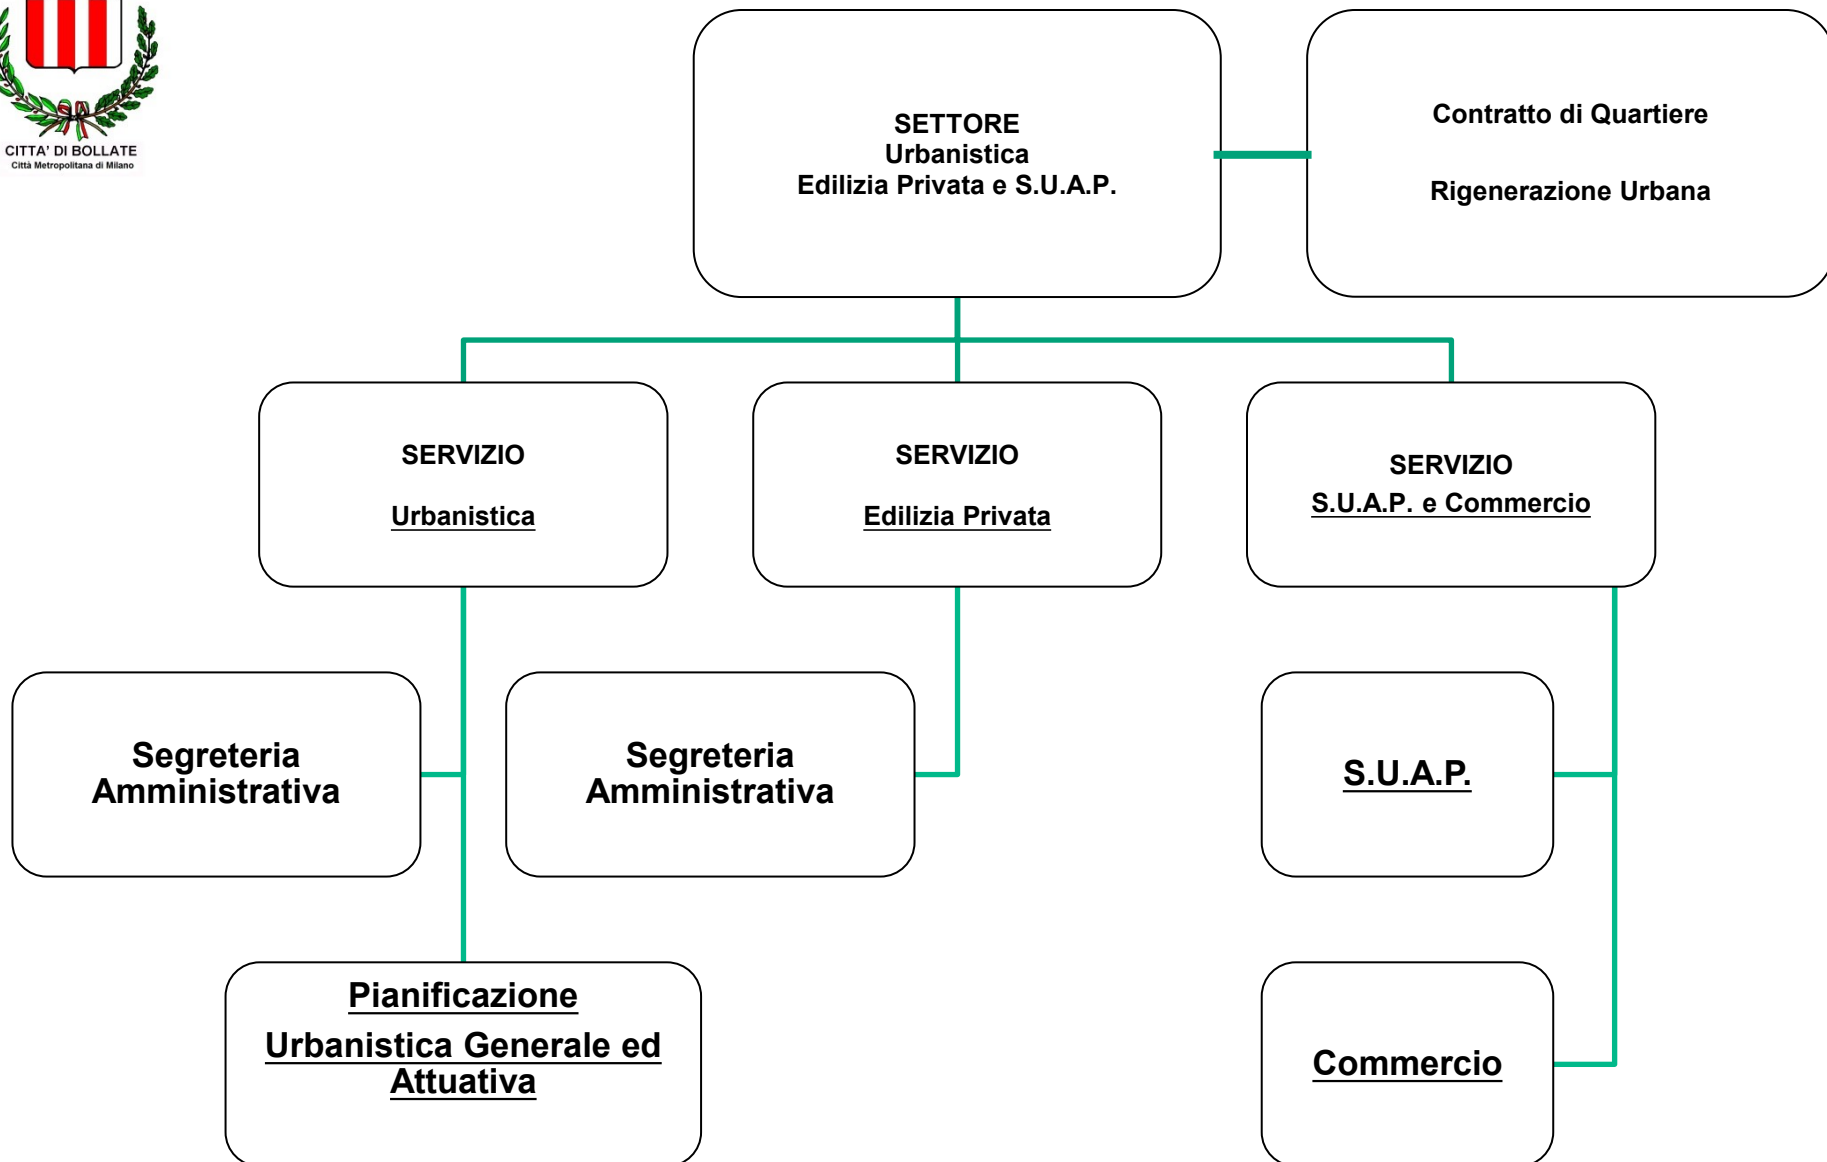 CITTA' DI BOLLATE
Città Metropolitana di Milano
SETTORE
Urbanistica
Edilizia Privata e S.U.A.P.
Contratto di Quartiere
Rigenerazione Urbana
SERVIZIO
Urbanistica
SERVIZIO
Edilizia Privata
SERVIZIO
S.U.A.P. e Commercio
Segreteria
Amministrativa
Segreteria
Amministrativa
S.U.A.P.
Pianificazione
Urbanistica Generale ed
Attuativa
Commercio